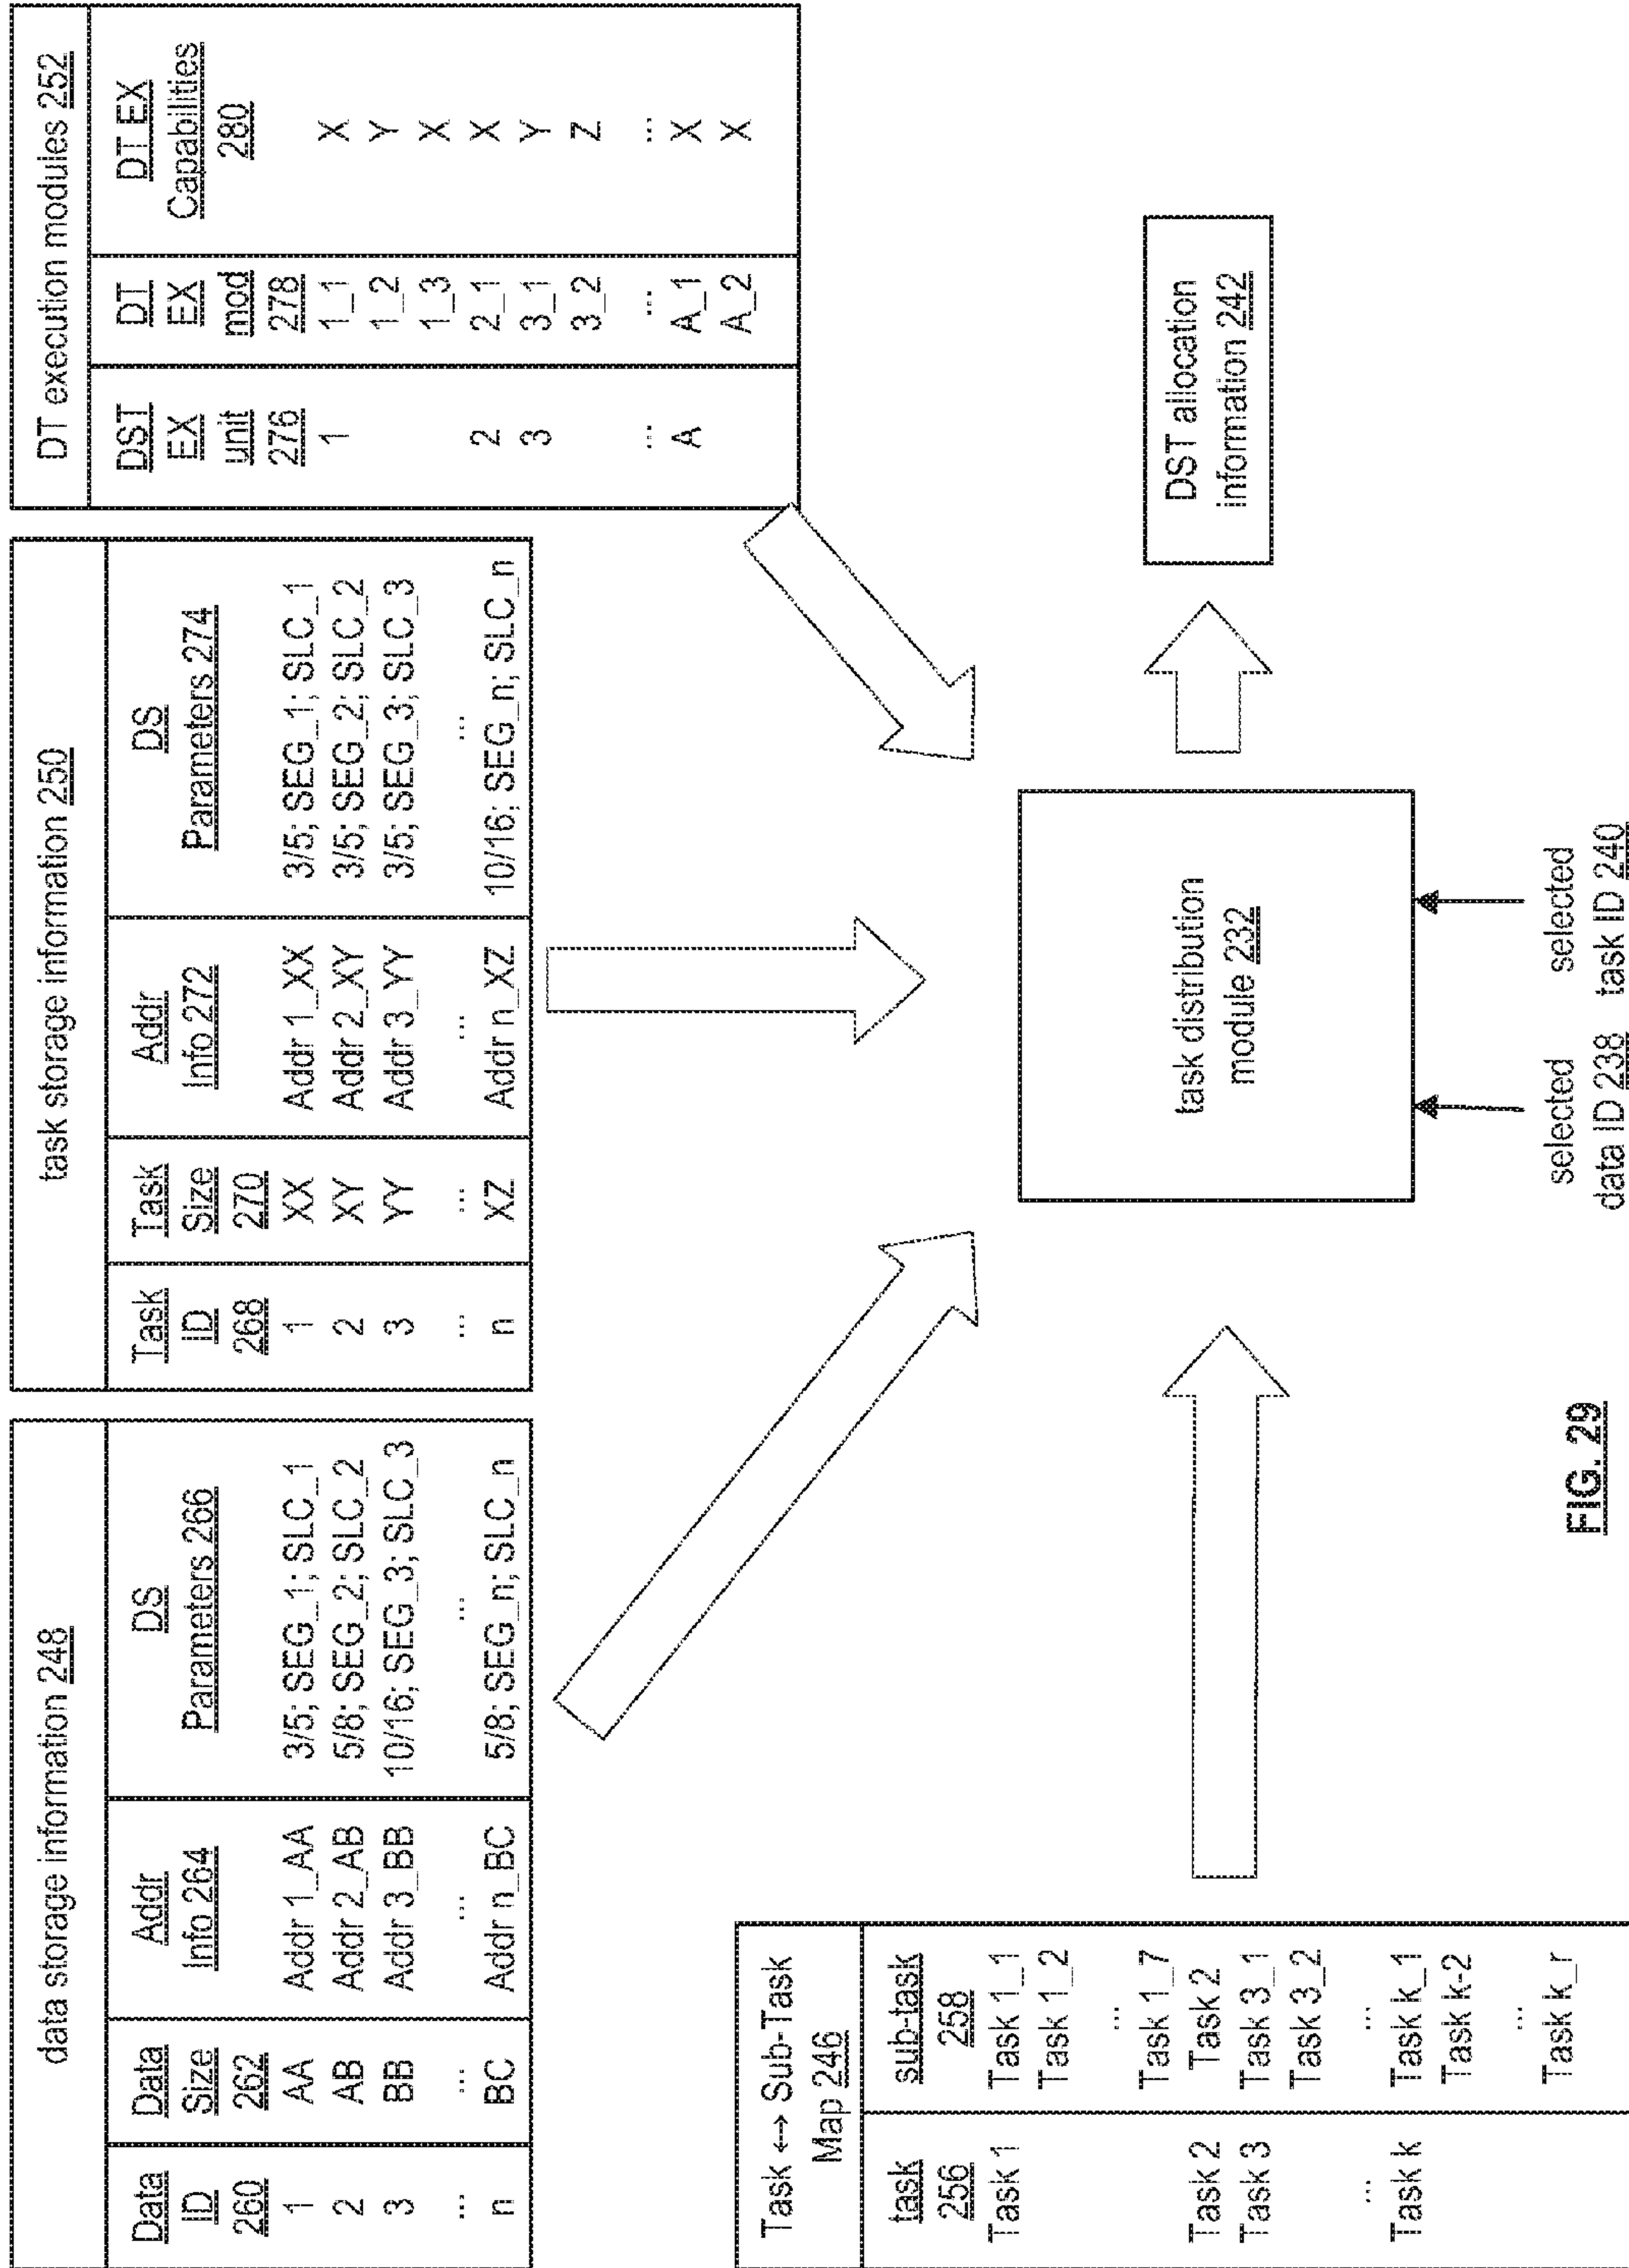 data storage information 248
Data ID 260 Data Size 262 Addr Info 264 DS Parameters 266
1 AA Addr 1_AA 3/5; SEG_1; SLC_1
2 AB Addr 2_AB 5/8; SEG_2; SLC_2
3 BB Addr 3_BB 10/16; SEG_3; SLC_3
... ... ... ...
n BC Addr n_BC 5/8; SEG_n; SLC_n
task storage information 250
Task ID 268 Task Size 270 Addr Info 272 DS Parameters 274
1 XX Addr 1_XX 3/5; SEG_1; SLC_1
2 XY Addr 2_XY 3/5; SEG_2; SLC_2
3 YY Addr 3_YY 3/5; SEG_3; SLC_3
... ... ... ...
n XZ Addr n_XZ 10/16; SEG_n; SLC_n
DT execution modules 252
DST EX unit 276 DT EX mod 278 DT EX Capabilities 280
1 1_1 X
1_2 Y
1_3 X
2 2_1 X
3 3_1 Y
3_2 Z
... ... ...
A A_1 X
A_2 X
Task ↔ Sub-Task
Map 246
task 256 sub-task 258
Task 1 Task 1_1
Task 1_2
...
Task 1_7
Task 2 Task 2
Task 3 Task 3_1
Task 3_2
... ...
Task k Task k_1
Task k-2
...
Task k_r
task distribution
module 232
DST allocation
information 242
selected
data ID 238
selected
task ID 240
FIG. 29